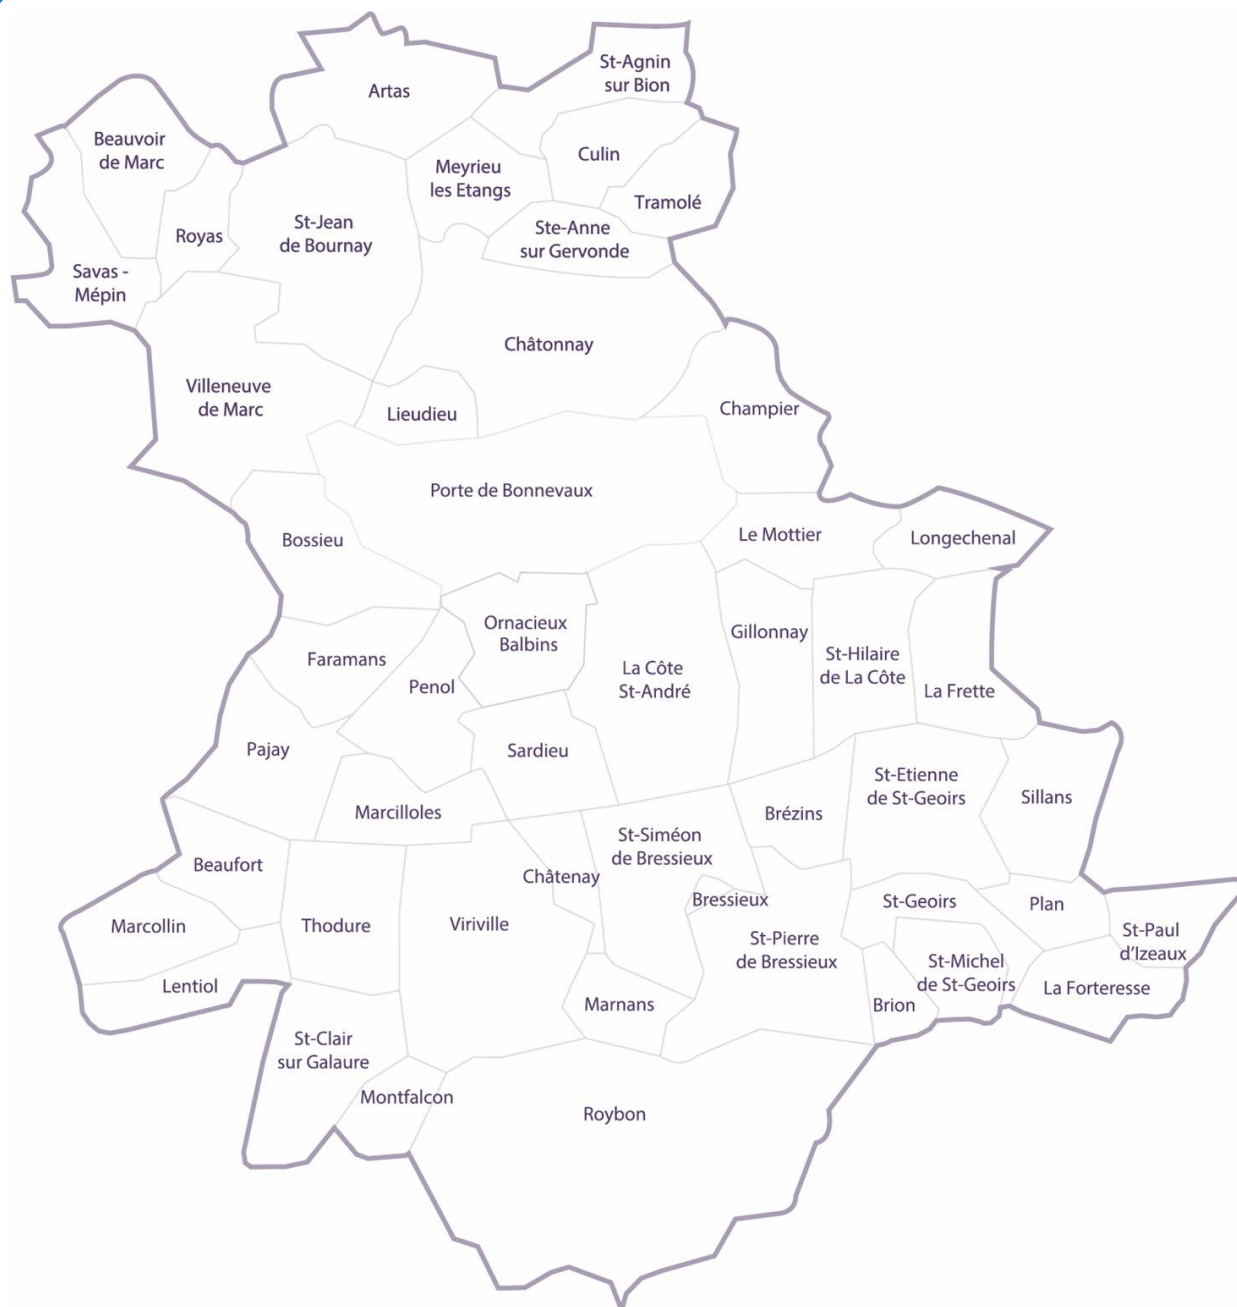 Artas
St-Agnin
sur Bion
Beauvoir
de Marc
Culin
Meyrieu
les Etangs
Tramolé
St-Jean
de Bournay
Royas
Ste-Anne
sur Gervonde
Savas -
Mépin
Châtonnay
Villeneuve
de Marc
Lieudieu
Champier
Porte de Bonnevaux
Bossieu
Le Mottier
Longechenal
Ornacieux
Balbins
Gillonnay
Faramans
Penol
La Côte
St-André
St-Hilaire
de La Côte
La Frette
Pajay
Sardieu
St-Etienne
de St-Geoirs
Sillans
Marcilloles
Brézins
St-Siméon
de Bressieux
Beaufort
Châtenay
Bressieux
St-Geoirs
Plan
Marcollin
Thodure
Viriville
St-Pierre
de Bressieux
St-Paul
d'Izeaux
St-Michel
de St-Geoirs
Lentiol
La Forteresse
Marnans
Brion
St-Clair
sur Galaure
Montfalcon
Roybon